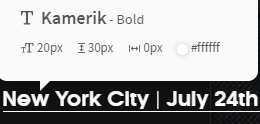 Kamerik - Bold
20px 30px 0px #ffffff
New York City | July 24th